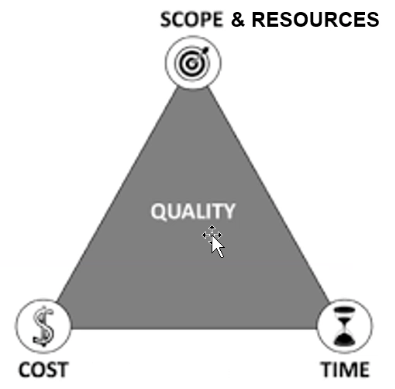 SCOPE & RESOURCES
QUALITY
COST
TIME